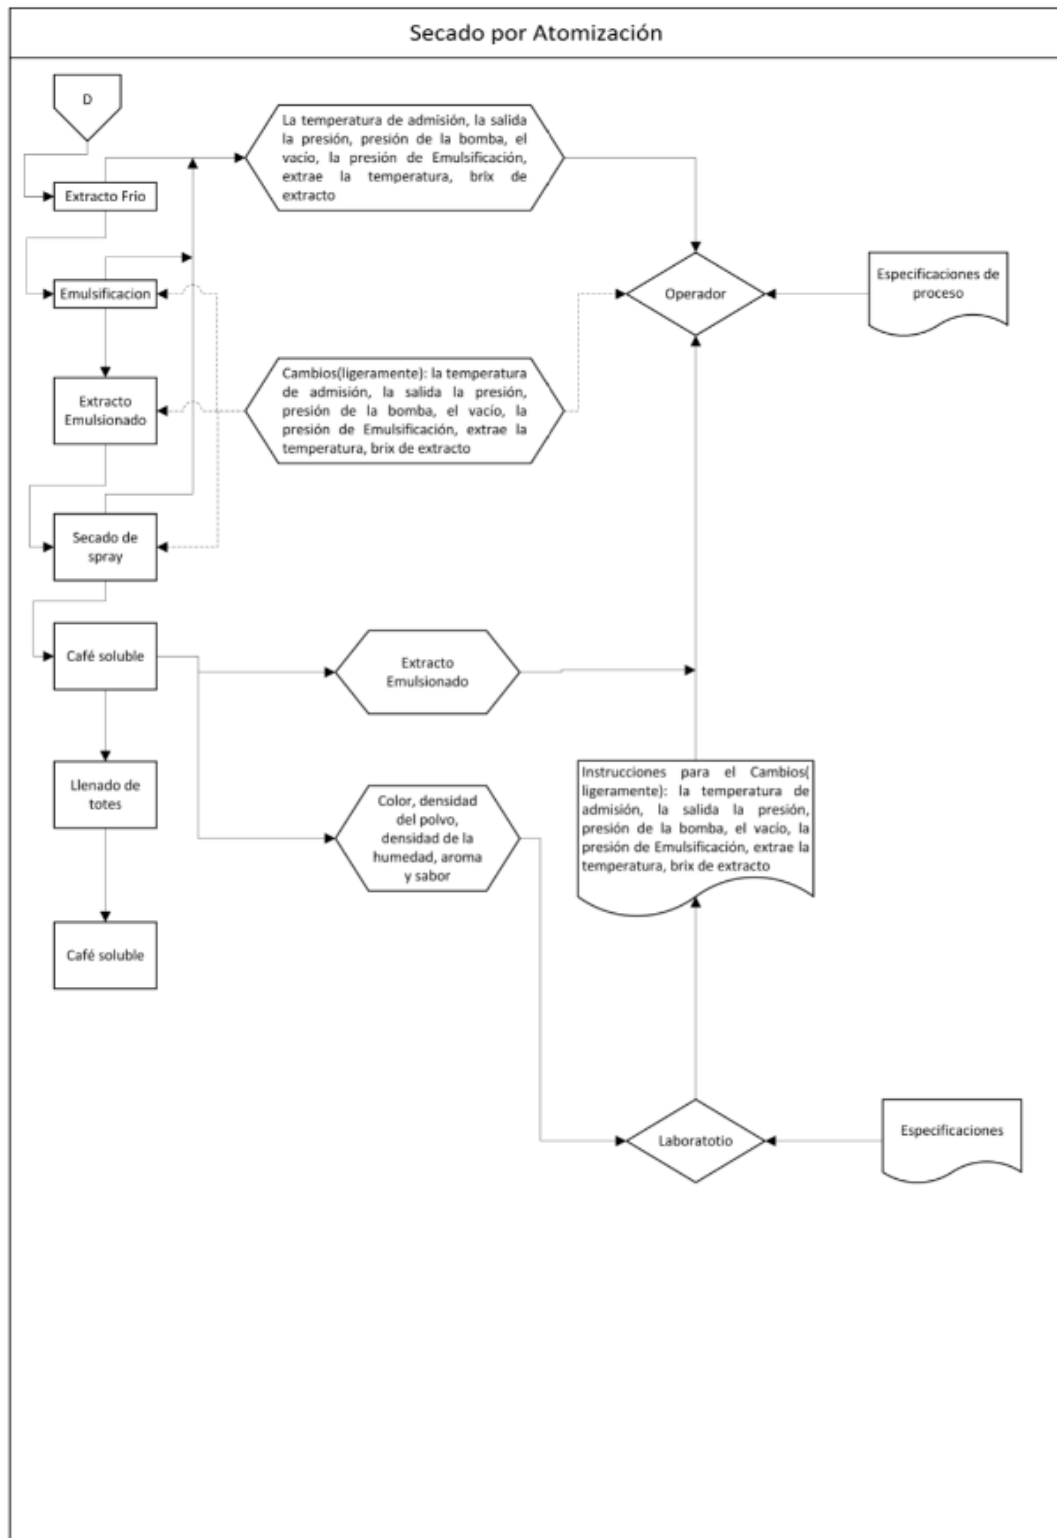 Secado por Atomización
D
La temperatura de admisión, la salida
la presión, presión de la bomba, el
vacío, la presión de Emulsificación,
extrae la temperatura, brix de
extracto
Extracto Frio
Emulsificacion
Operador
Especificaciones de
proceso
Cambios(ligeramente): la temperatura
de admisión, la salida la presión,
presión de la bomba, el vacío, la
presión de Emulsificación, extrae la
temperatura, brix de extracto
Extracto
Emulsionado
Secado de
spray
Café soluble
Extracto
Emulsionado
Llenado de
totes
Color, densidad
del polvo,
densidad de la
humedad, aroma
y sabor
Instrucciones para el Cambios(
ligeramente): la temperatura de
admisión, la salida la presión,
presión de la bomba, el vacío, la
presión de Emulsificación, extrae la
temperatura, brix de extracto
Café soluble
Laboratotio
Especificaciones